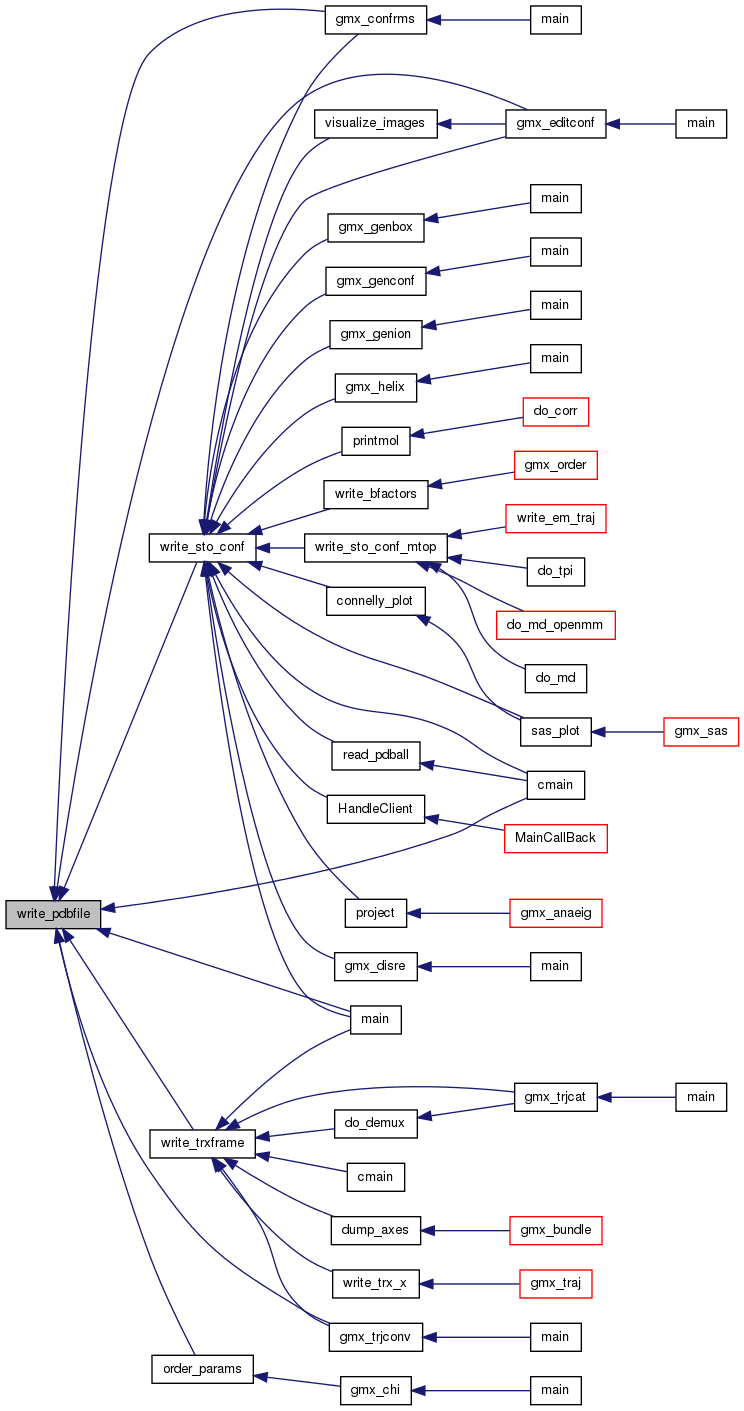 gmx_confrms
main
visualize_images
gmx_editconf
main
gmx_genbox
main
gmx_genconf
main
gmx_genion
main
gmx_helix
main
printmol
do_corr
write_bfactors
gmx_order
write_sto_conf
write_sto_conf_mtop
write_em_traj
do_tpi
connelly_plot
do_md_openmm
do_md
sas_plot
gmx_sas
read_pdball
cmain
HandleClient
MainCallBack
write_pdbfile
project
gmx_anaeig
gmx_disre
main
main
gmx_trjcat
main
do_demux
write_trxframe
cmain
dump_axes
gmx_bundle
write_trx_x
gmx_traj
gmx_trjconv
main
order_params
gmx_chi
main